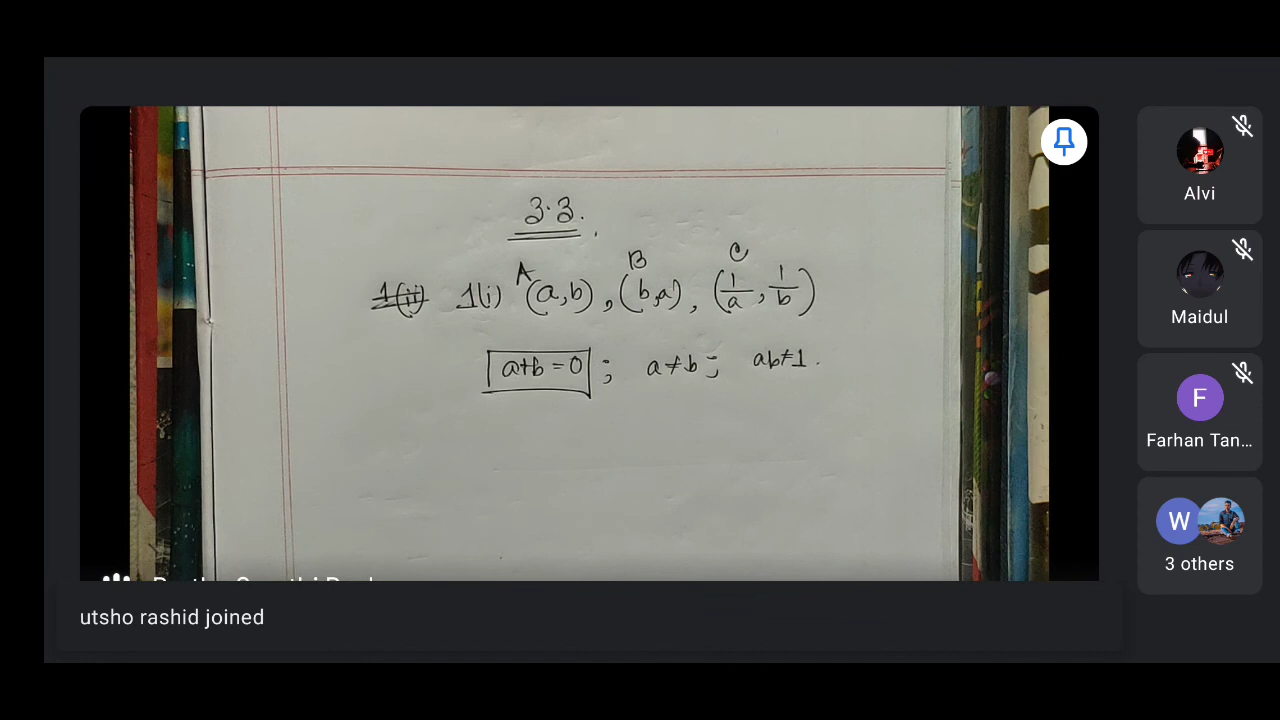 3.3.
1(ii) 1(i) A(a,b), B(b,a), C(1/a, 1/b)
a+b=0; a≠b; ab≠1.
Alvi
Maidul
F
Farhan Tan...
W
3 others
utsho rashid joined